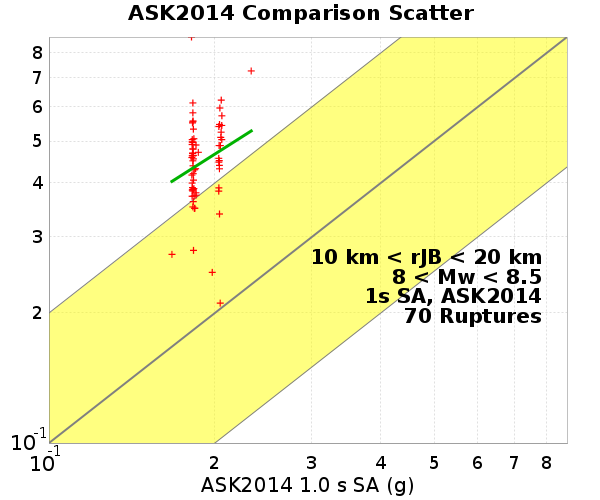 ASK2014 Comparison Scatter
8
7
6
5
4
3
2
10-1
10 km < rJB < 20 km
8 < Mw < 8.5
1s SA, ASK2014
70 Ruptures
10-1 2 3 4 5 6 7 8
ASK2014 1.0 s SA (g)